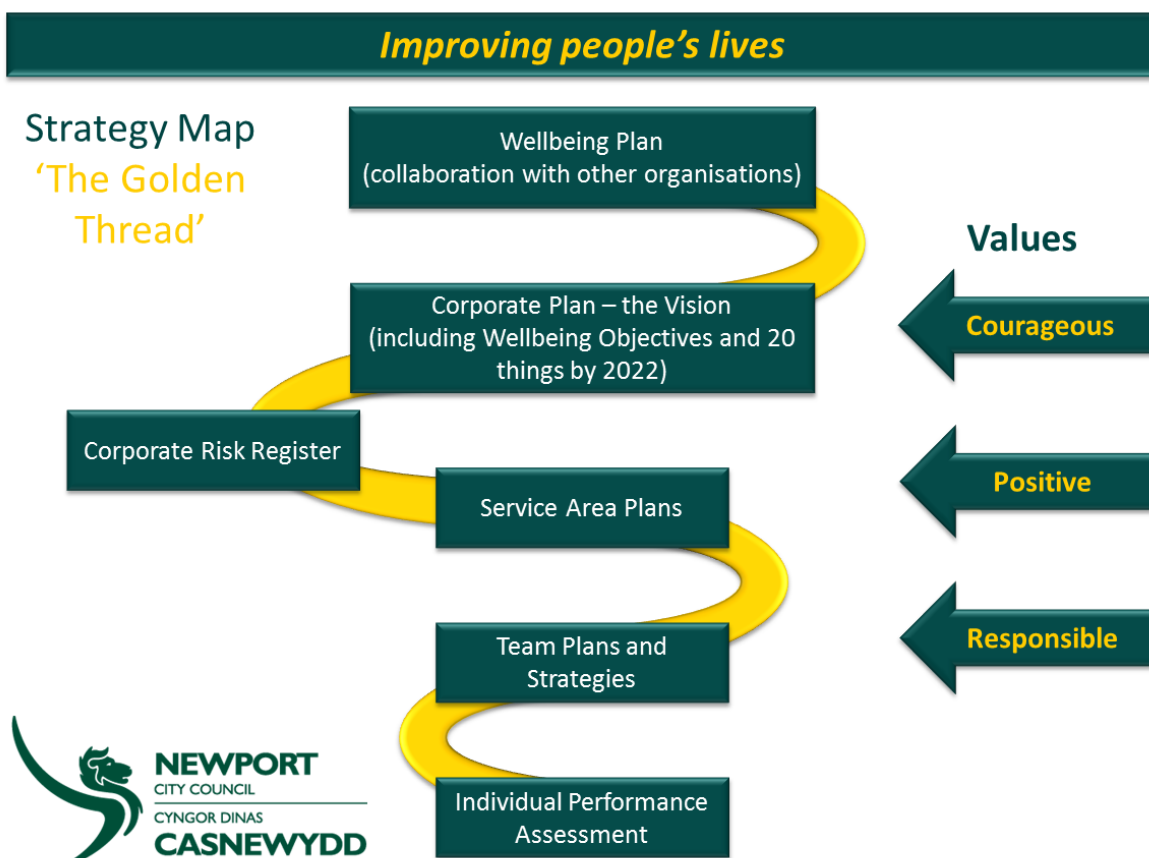 Improving people's lives
Strategy Map
‘The Golden
Thread’
Wellbeing Plan
(collaboration with other organisations)
Values
Corporate Plan – the Vision
(including Wellbeing Objectives and 20
things by 2022)
Courageous
Corporate Risk Register
Service Area Plans
Positive
Team Plans and
Strategies
Responsible
Individual Performance
Assessment
NEWPORT
CITY COUNCIL
CYNGOR DINAS
CASNEWYDD